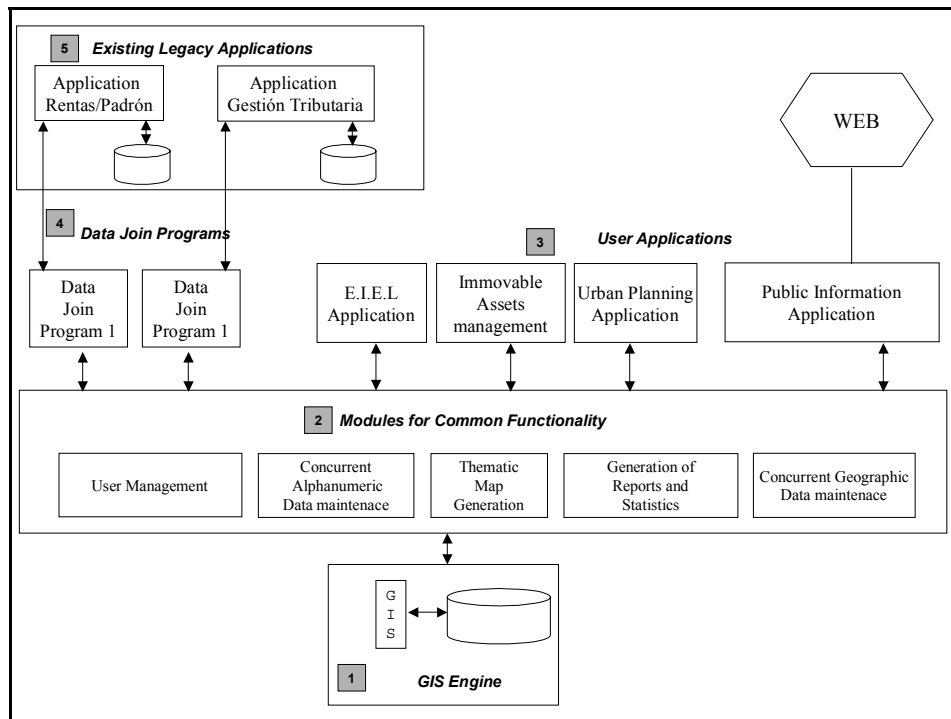 5 Existing Legacy Applications
Application
Rentas/Padrón
Application
Gestión Tributaria
WEB
4 Data Join Programs
3 User Applications
Data
Join
Program 1
Data
Join
Program 1
E.I.E.L
Application
Immovable
Assets
management
Urban Planning
Application
Public Information
Application
2 Modules for Common Functionality
User Management
Concurrent
Alphanumeric
Data maintenece
Thematic
Map
Generation
Generation of
Reports and
Statistics
Concurrent Geographic
Data maintenace
G
I
S
1 GIS Engine